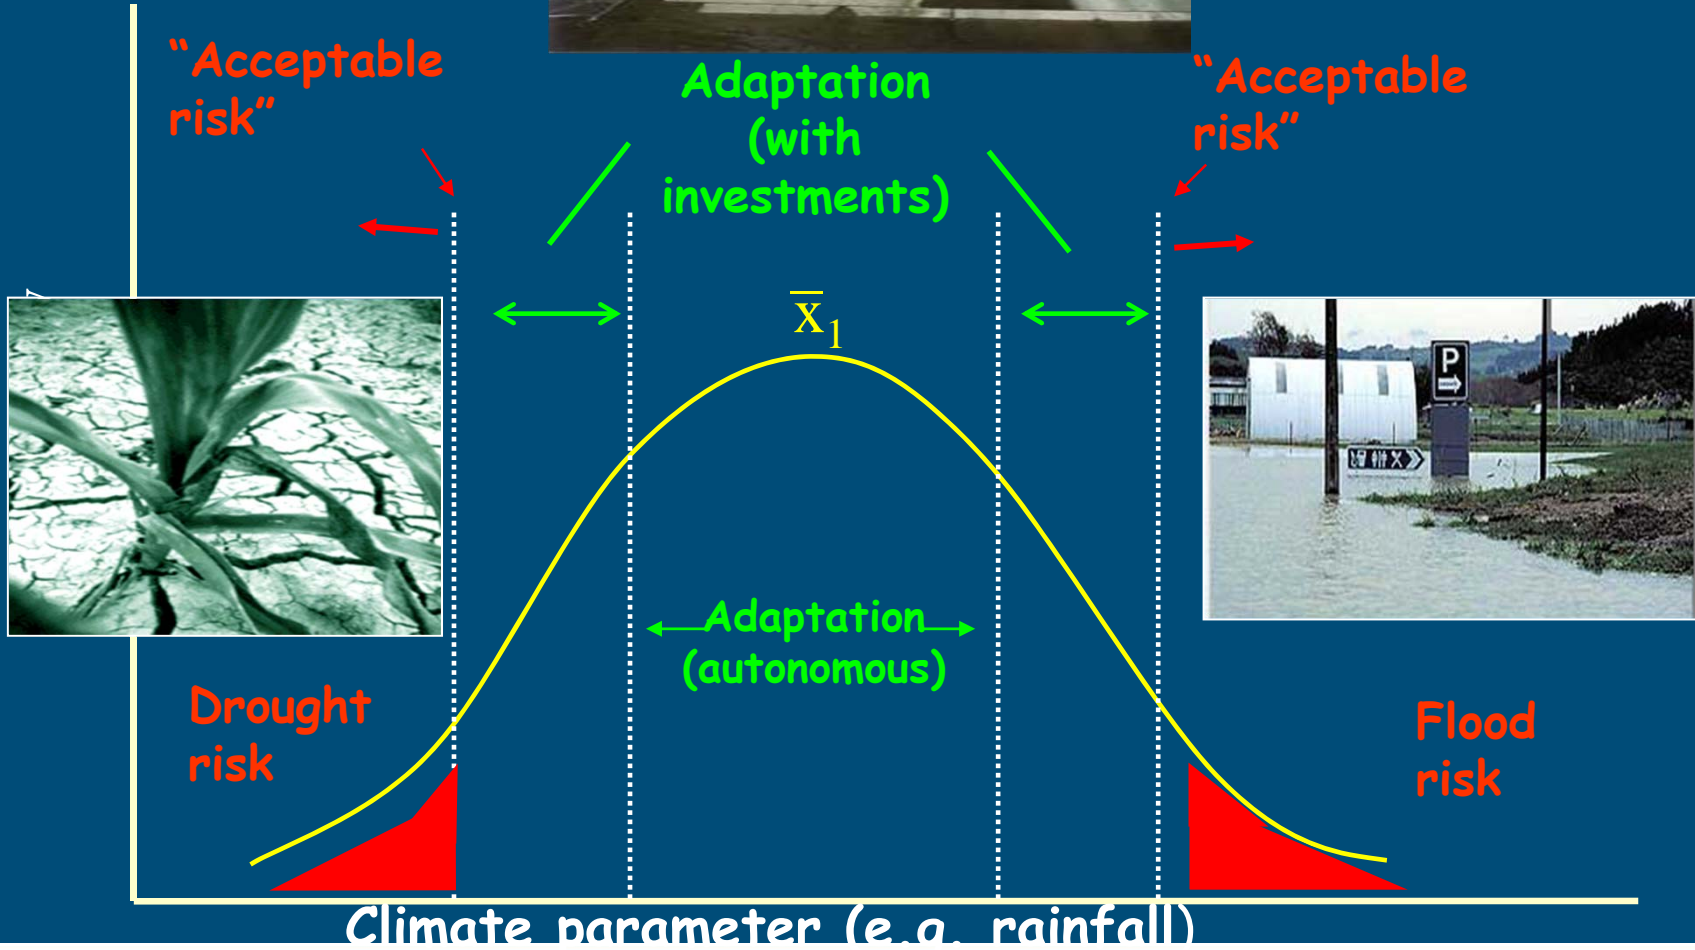 “Acceptable
risk”
Adaptation
(with
investments)
“Acceptable
risk”
x̅1
P
Adaptation
(autonomous)
Drought
risk
Flood
risk
Climate parameter (e.g. rainfall)